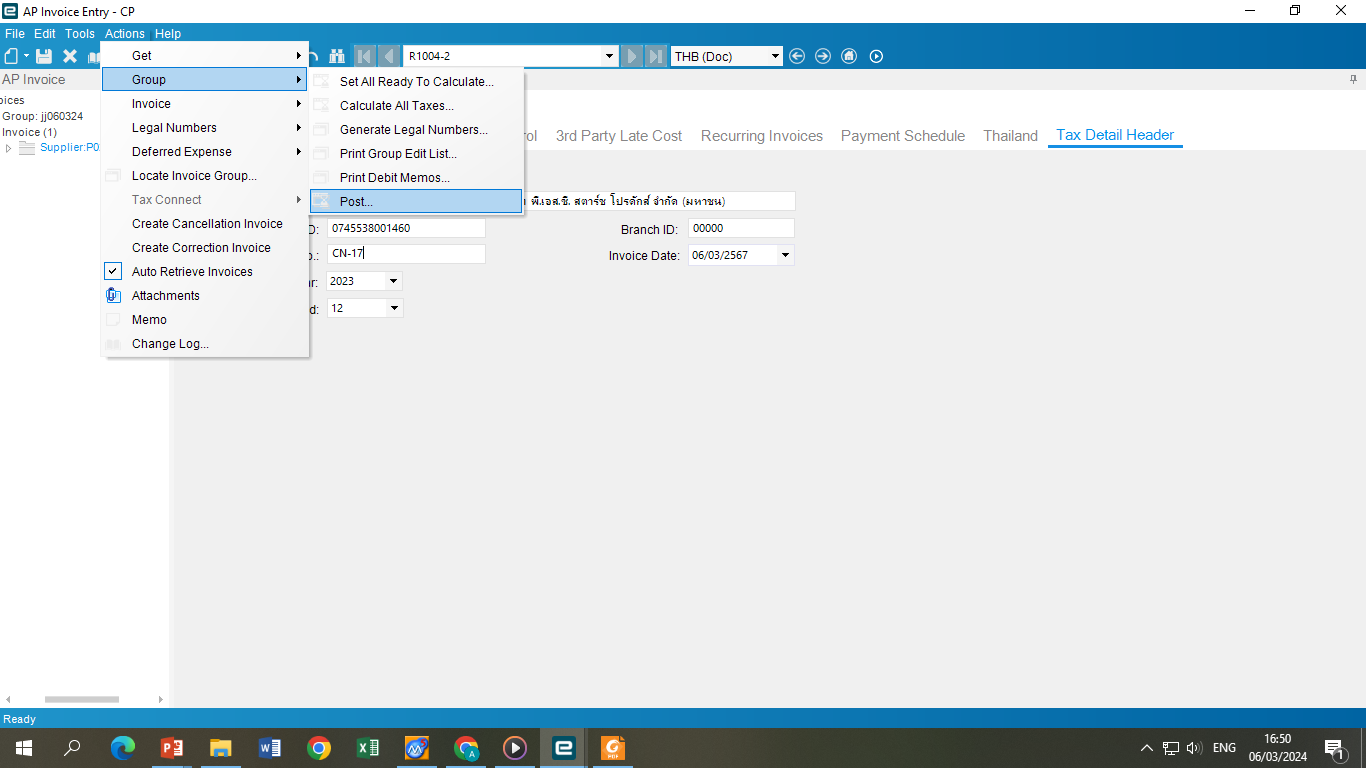 AP Invoice Entry - CP
File Edit Tools Actions Help
R1004-2
THB (Doc)
AP Invoice
Group: jj060324
Invoice (1)
Supplier:P0
Get
Group
Invoice
Legal Numbers
Deferred Expense
Locate Invoice Group...
Tax Connect
Create Cancellation Invoice
Create Correction Invoice
Auto Retrieve Invoices
Attachments
Memo
Change Log...
Set All Ready To Calculate...
Calculate All Taxes...
Generate Legal Numbers...
Print Group Edit List...
Print Debit Memos...
Post...
3rd Party Late Cost Recurring Invoices Payment Schedule Thailand Tax Detail Header
พี.เอส.ซี. สตาร์ช โปรดักส์ จำกัด (มหาชน)
0745538001460 Branch ID: 00000
CN-17 Invoice Date: 06/03/2567
2023
12
Ready
ENG
16:50
06/03/2024
1